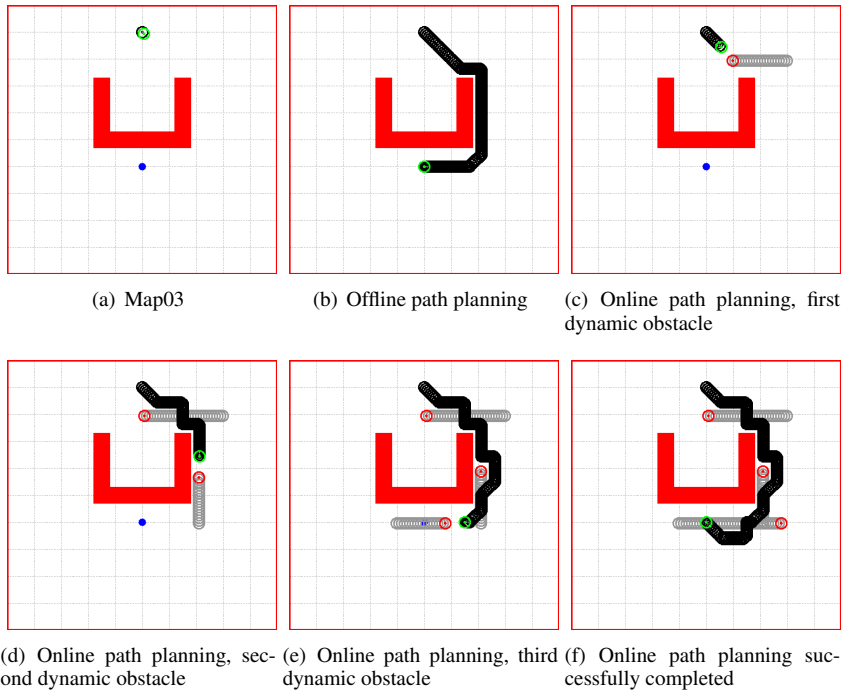 (a) Map03
(b) Offline path planning
(c) Online path planning, first
dynamic obstacle
(d) Online path planning, sec-
ond dynamic obstacle
(e) Online path planning, third
dynamic obstacle
(f) Online path planning suc-
cessfully completed